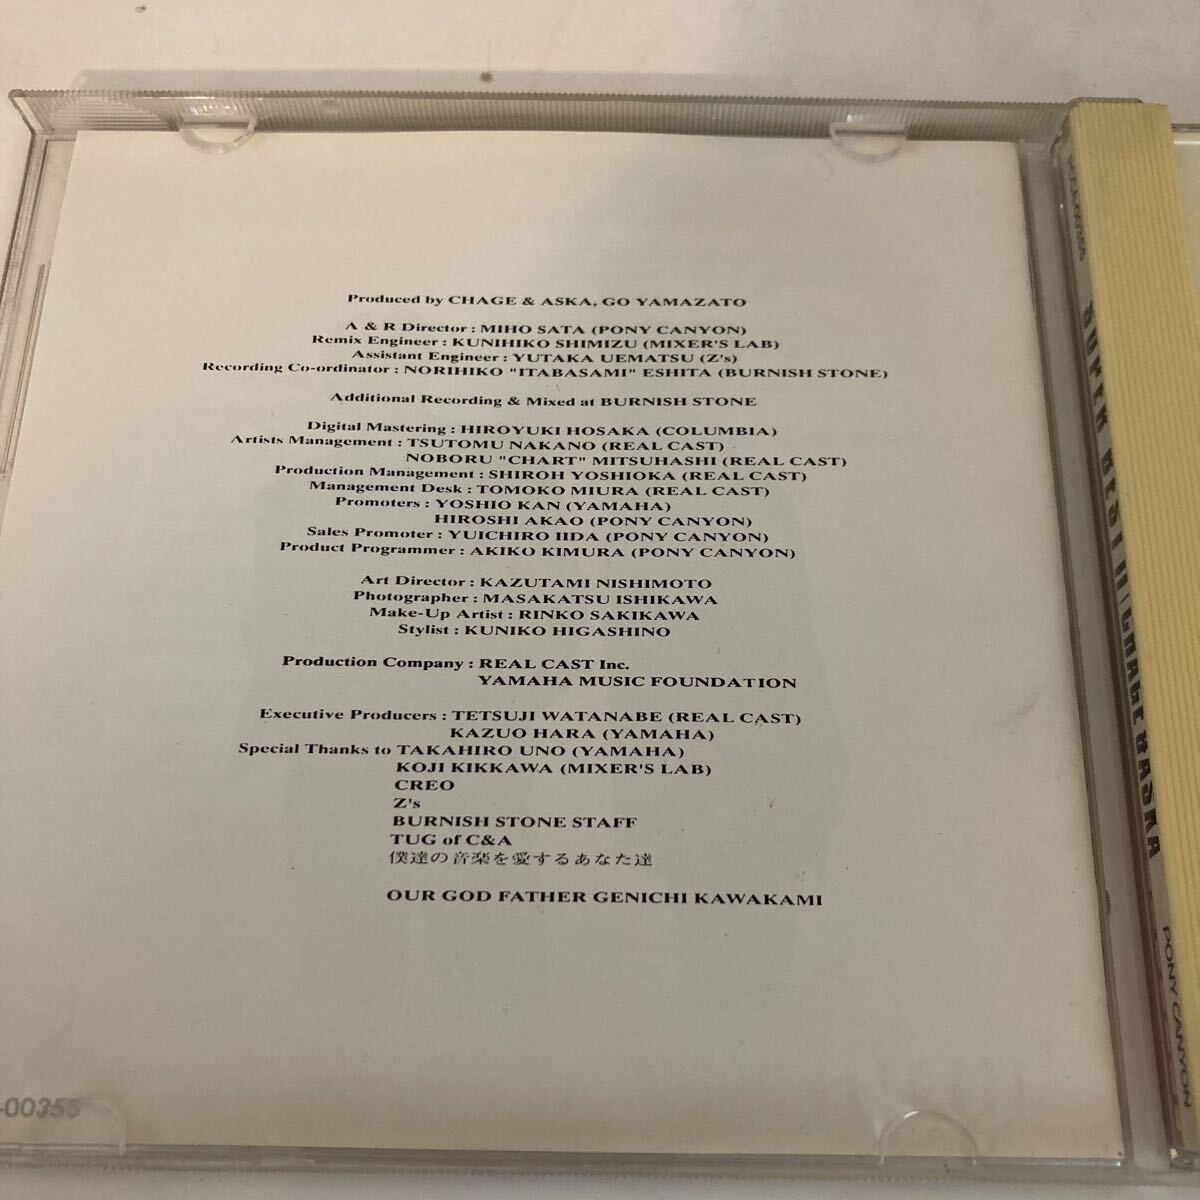 Produced by CHAGE & ASKA, GO YAMAZATO
A & R Director : MIHO SATA (PONY CANYON)
Remix Engineer : KUNIHIKO SHIMIZU (MIXER'S LAB)
Assistant Engineer : YUTAKA UEMATSU (Z's)
Recording Co-ordinator : NORIHIKO "ITABASAMI" ESHITA (BURNISH STONE)
Additional Recording & Mixed at BURNISH STONE
Digital Mastering : HIROYUKI HOSAKA (COLUMBIA)
Artists Management : TSUTOMU NAKANO (REAL CAST)
NOBORU "CHART" MITSUHASHI (REAL CAST)
Production Management : SHIROH YOSHIOKA (REAL CAST)
Management Desk : TOMOKO MIURA (REAL CAST)
Promoters : YOSHIO KAN (YAMAHA)
HIROSHI AKAO (PONY CANYON)
Sales Promoter : YUICHIRO IIDA (PONY CANYON)
Product Programmer : AKIKO KIMURA (PONY CANYON)
Art Director : KAZUTAMI NISHIMOTO
Photographer : MASAKATSU ISHIKAWA
Make-Up Artist : RINKO SAKIKAWA
Stylist : KUNIKO HIGASHINO
Production Company : REAL CAST Inc.
YAMAHA MUSIC FOUNDATION
Executive Producers : TETSUJI WATANABE (REAL CAST)
KAZUO HARA (YAMAHA)
Special Thanks to TAKAHIRO UNO (YAMAHA)
KOJI KIKKAWA (MIXER'S LAB)
CREO
Z's
BURNISH STONE STAFF
TUG of C&A
僕達の音楽を愛するあなた達
OUR GOD FATHER GENICHI KAWAKAMI
-00355
PCCA-00355
SUPER BEST II | CHAGE & ASKA
PONY CANYON